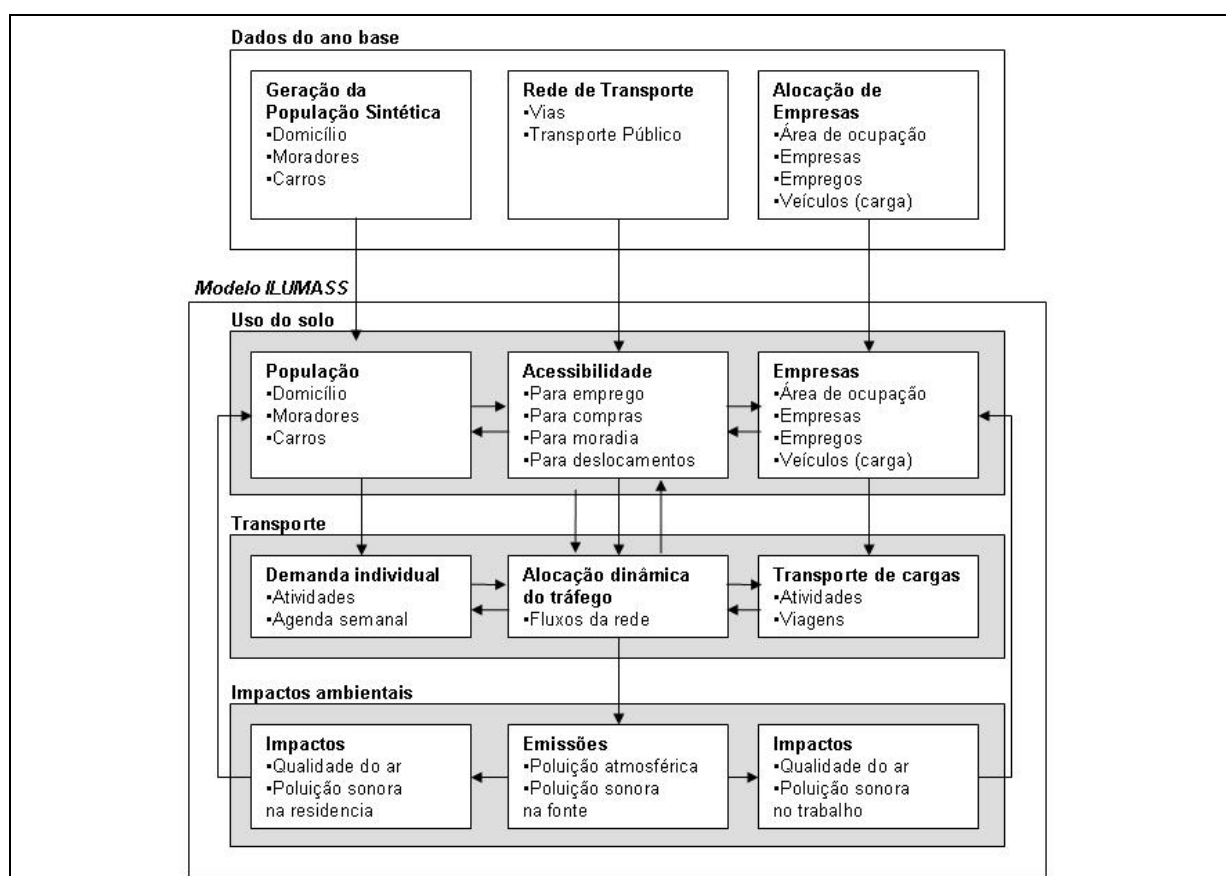 Dados do ano base
Geração da
População Sintética
▪Domicílio
▪Moradores
▪Carros
Rede de Transporte
▪Vias
▪Transporte Público
Alocação de
Empresas
▪Área de ocupação
▪Empresas
▪Empregos
▪Veículos (carga)
Modelo ILUMASS
Uso do solo
População
▪Domicílio
▪Moradores
▪Carros
Acessibilidade
▪Para emprego
▪Para compras
▪Para moradia
▪Para deslocamentos
Empresas
▪Área de ocupação
▪Empresas
▪Empregos
▪Veículos (carga)
Transporte
Demanda individual
▪Atividades
▪Agenda semanal
Alocação dinâmica
do tráfego
▪Fluxos da rede
Transporte de cargas
▪Atividades
▪Viagens
Impactos ambientais
Impactos
▪Qualidade do ar
▪Poluição sonora
na residencia
Emissões
▪Poluição atmosférica
▪Poluição sonora
na fonte
Impactos
▪Qualidade do ar
▪Poluição sonora
no trabalho